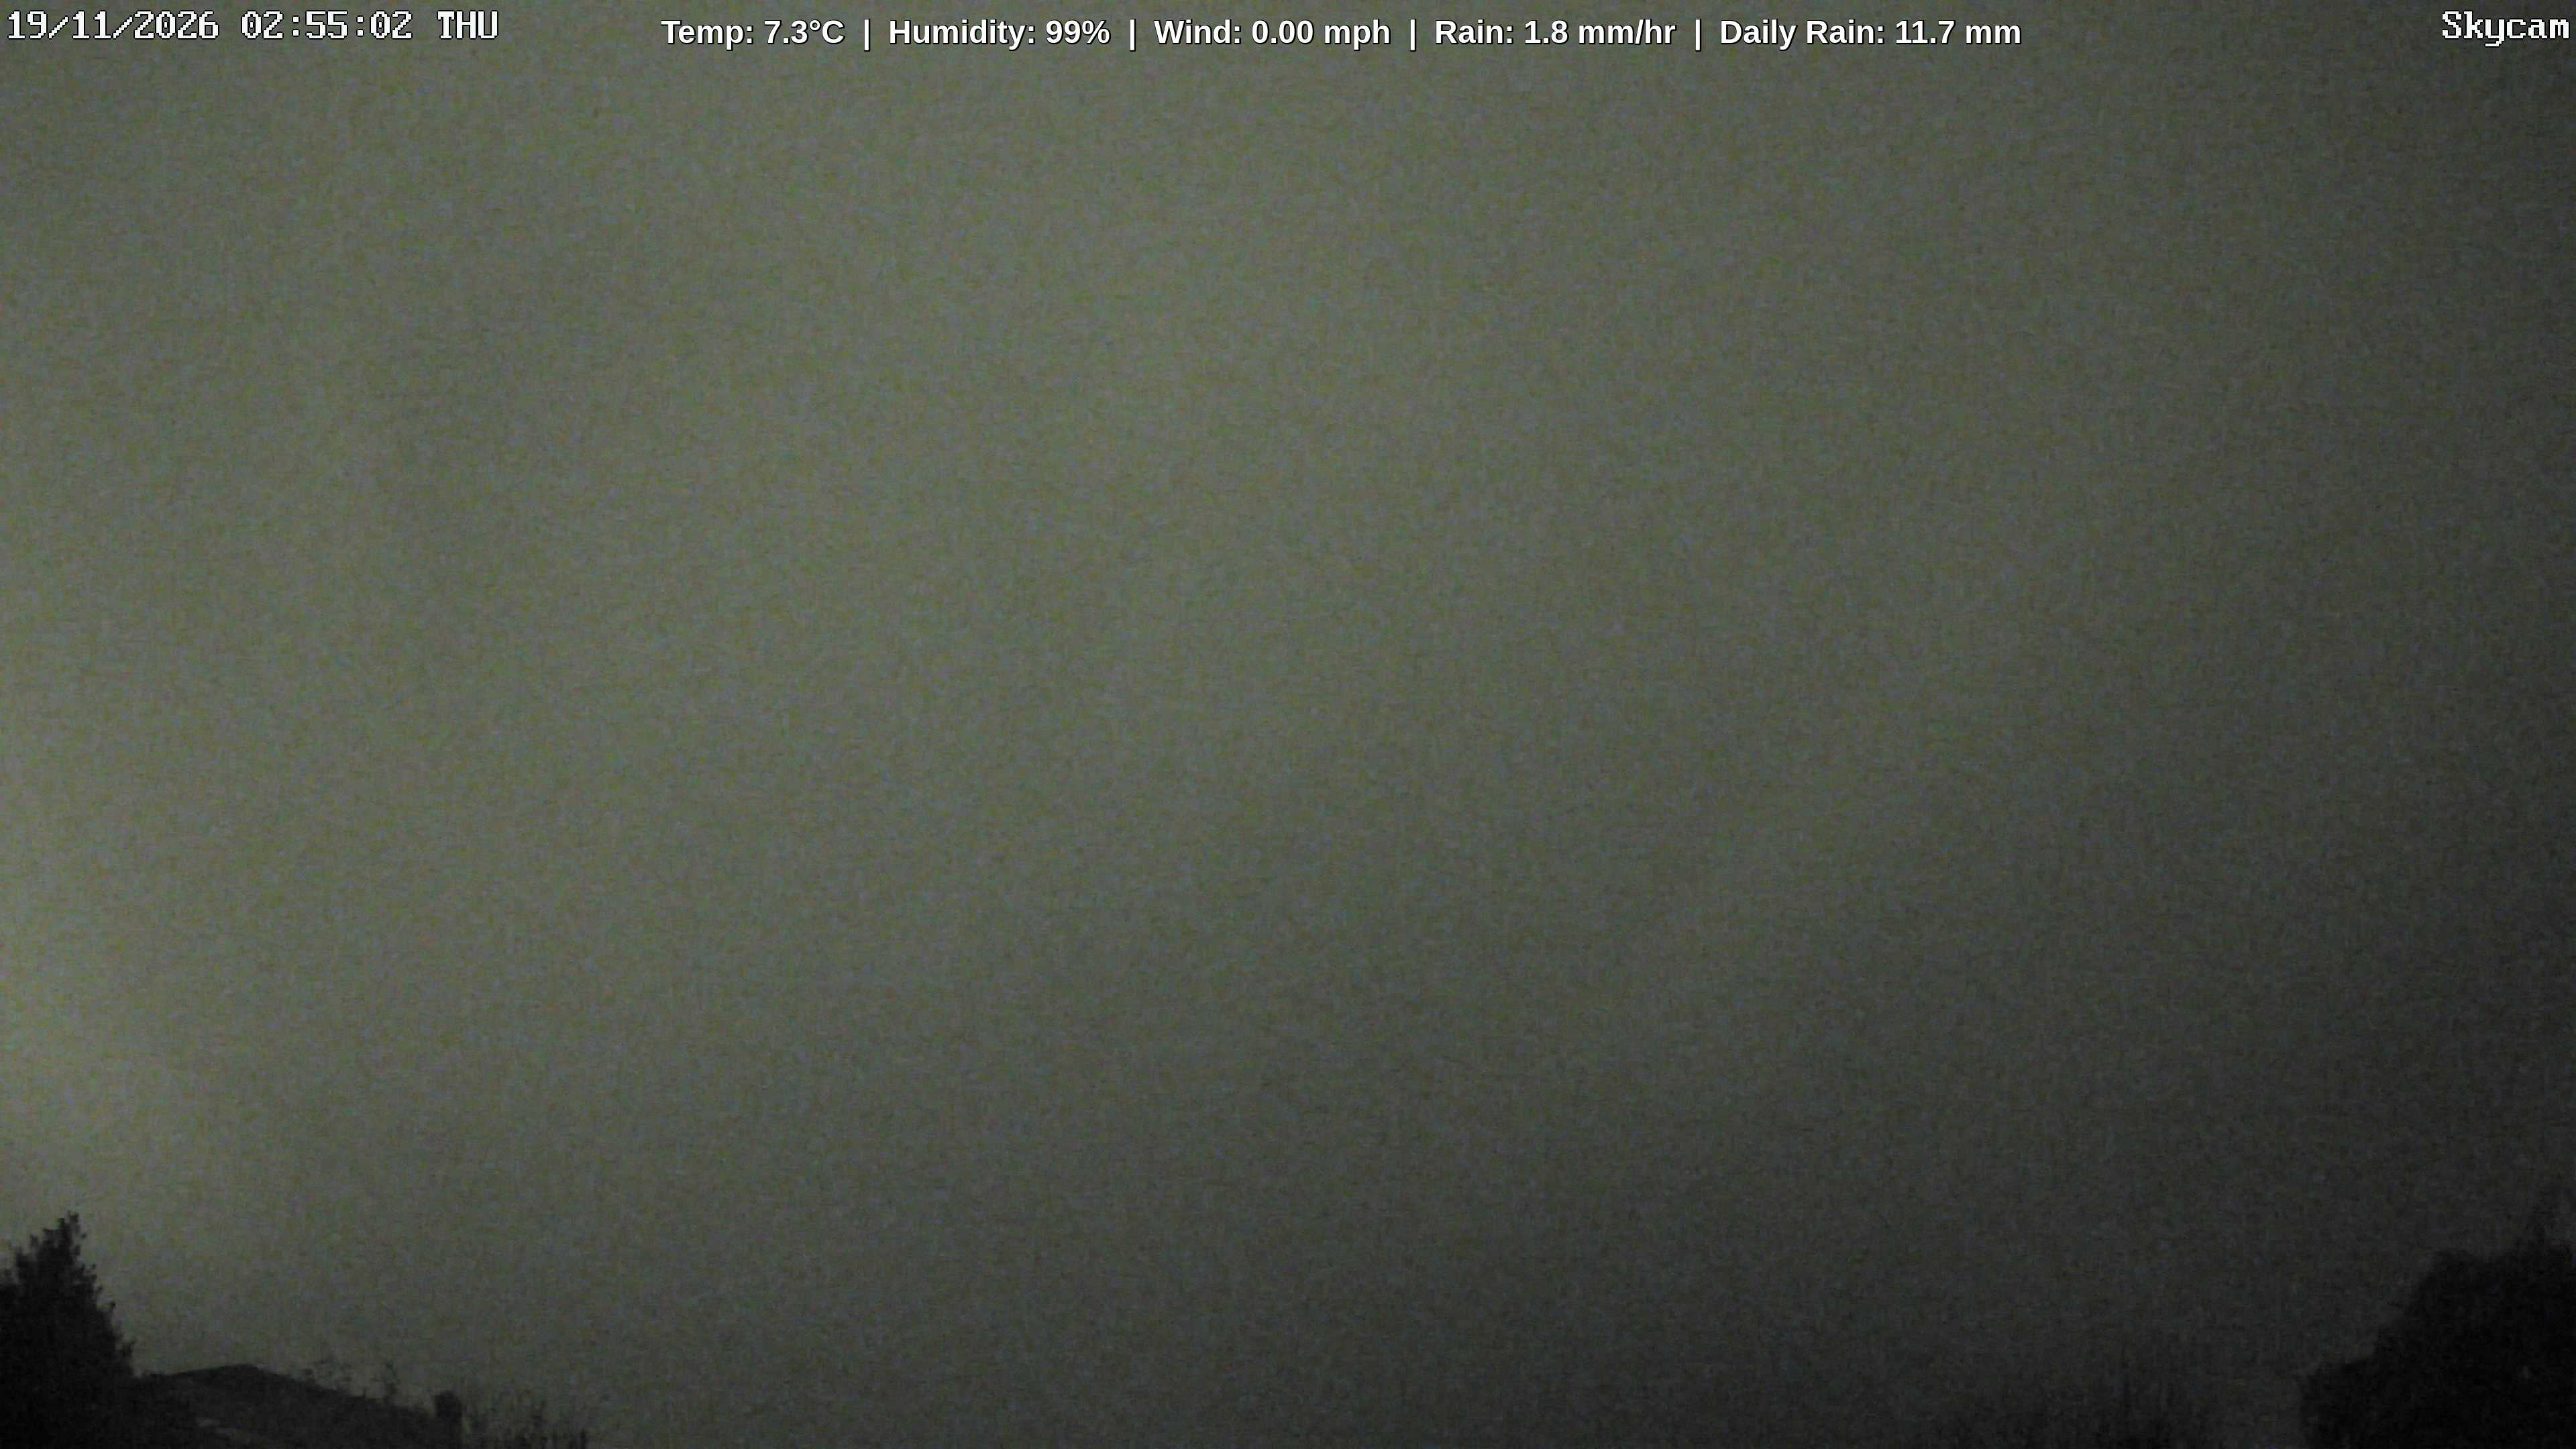 19/11/2026 02:55:02 THU
Temp: 7.3°C | Humidity: 99% | Wind: 0.00 mph | Rain: 1.8 mm/hr | Daily Rain: 11.7 mm
Skycam